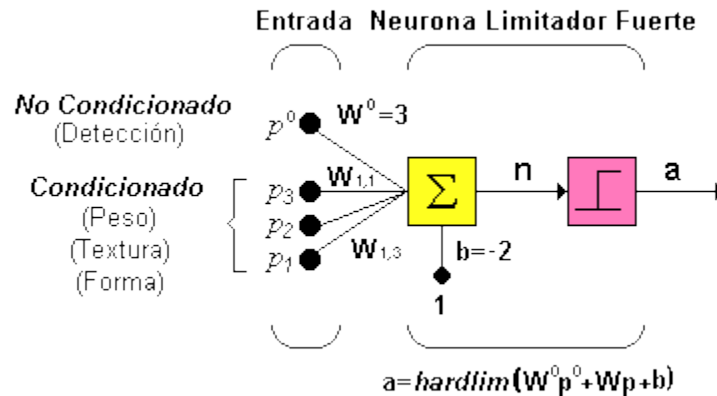 Entrada Neurona Limitador Fuerte
No Condicionado
(Detección)
p⁰ W⁰=3
Condicionado
(Peso)
(Textura)
(Forma)
p₃ W₁,₁
p₂
p₁ W₁,₃
Σ n a
b=-2
1
a=hardlim(W⁰p⁰+Wp+b)